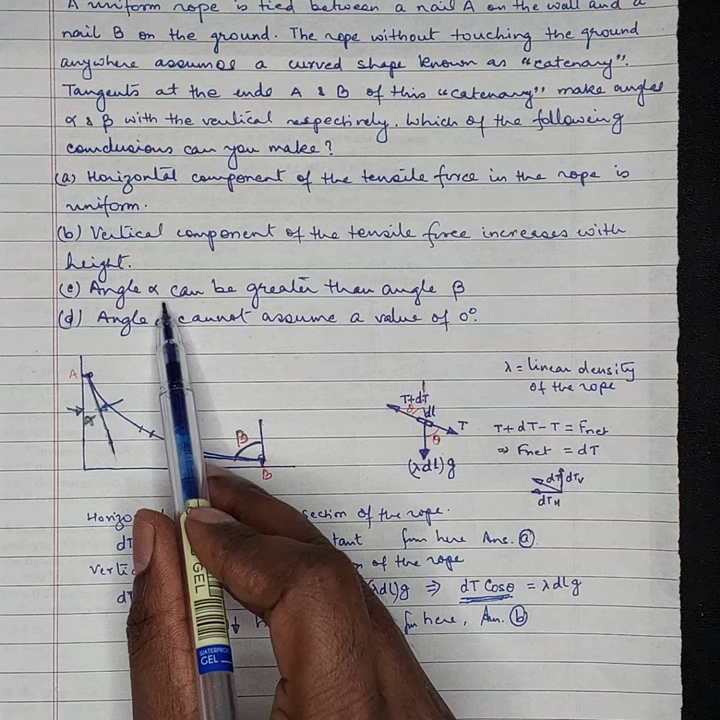 A uniform rope is tied between a nail A on the wall and a
nail B on the ground. The rope without touching the ground
anywhere assumes a curved shape known as "catenary".
Tangents at the ends A & B of this "catenary" make angles
α & β with the vertical respectively. Which of the following
conclusions can you make?
(a) Horizontal component of the tensile force in the rope is
uniform.
(b) Vertical component of the tensile force increases with
height.
(c) Angle α can be greater than angle β
(d) Angle cannot assume a value of 0°.
λ = linear density
of the rope
A
α
β
B
T+dT
θ
dl
T
θ
(λdl)g
T + dT - T = Fnet
⇒ Fnet = dT
dT
dTv
dTH
section of the rope.
from here Ans. (a)
of the rope
dl)g ⇒ dT Cosθ = λdlg
from here, Ans. (b)
GEL
WATERPROOF
GEL